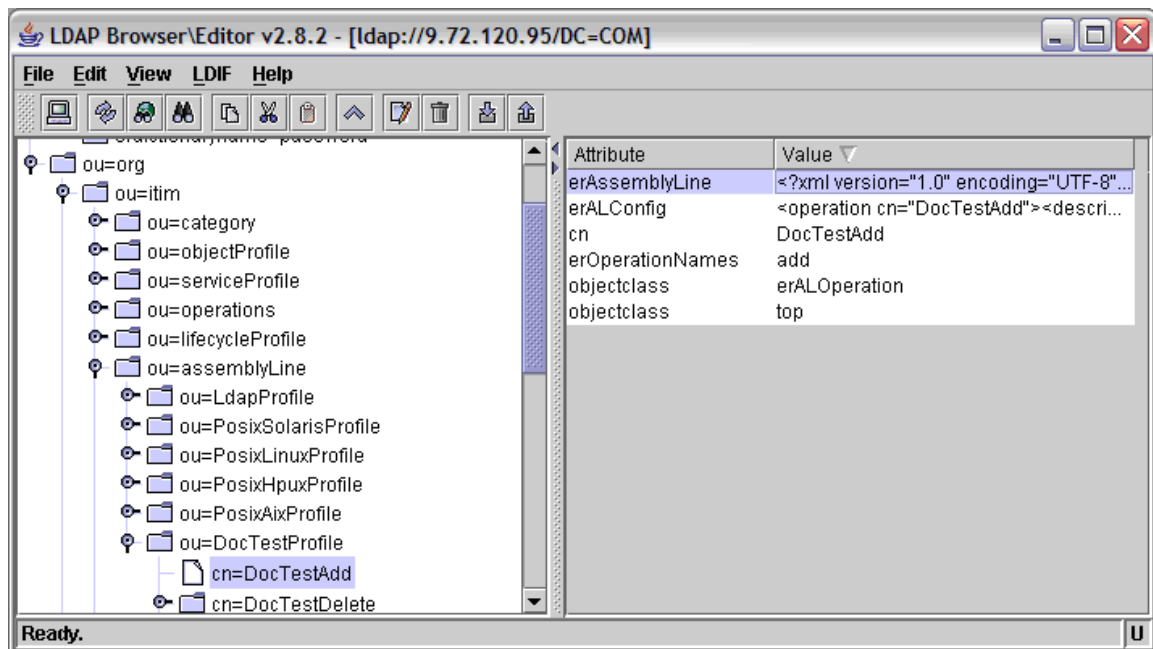 LDAP Browser\Editor v2.8.2 - [ldap://9.72.120.95/DC=COM]
File Edit View LDIF Help
ou=org
ou=itim
ou=category
ou=objectProfile
ou=serviceProfile
ou=operations
ou=lifecycleProfile
ou=assemblyLine
ou=LdapProfile
ou=PosixSolarisProfile
ou=PosixLinuxProfile
ou=PosixHpuxProfile
ou=PosixAixProfile
ou=DocTestProfile
cn=DocTestAdd
cn=DocTestDelete
Attribute Value
erAssemblyLine <?xml version="1.0" encoding="UTF-8"...
erALConfig <operation cn="DocTestAdd"><descri...
cn DocTestAdd
erOperationNames add
objectclass erALOperation
objectclass top
Ready. U